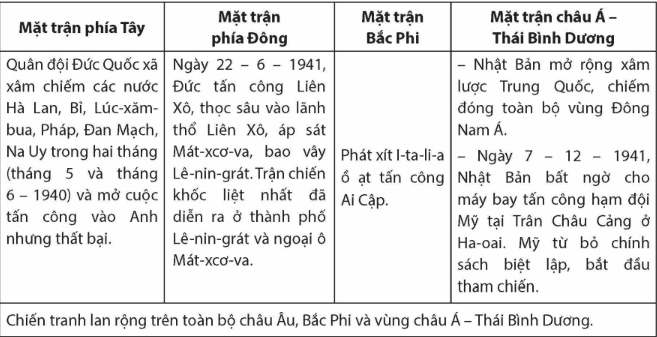 Mặt trận phía Tây
Mặt trận
phía Đông
Mặt trận
Bắc Phi
Mặt trận châu Á –
Thái Bình Dương
Quân đội Đức Quốc xã
xâm chiếm các nước
Hà Lan, Bỉ, Lúc-xăm-
bua, Pháp, Đan Mạch,
Na Uy trong hai tháng
(tháng 5 và tháng
6 – 1940) và mở cuộc
tấn công vào Anh
nhưng thất bại.
Ngày 22 – 6 – 1941,
Đức tấn công Liên
Xô, thọc sâu vào lãnh
thổ Liên Xô, áp sát
Mát-xcơ-va, bao vây
Lê-nin-grát. Trận chiến
khốc liệt nhất đã
diễn ra ở thành phố
Lê-nin-grát và ngoại ô
Mát-xcơ-va.
Phát xít I-ta-li-a
ồ ạt tấn công
Ai Cập.
– Nhật Bản mở rộng xâm
lược Trung Quốc, chiếm
đóng toàn bộ vùng Đông
Nam Á.
– Ngày 7 – 12 – 1941,
Nhật Bản bất ngờ cho
máy bay tấn công hạm đội
Mỹ tại Trân Châu Cảng ở
Ha-oai. Mỹ từ bỏ chính
sách biệt lập, bắt đầu
tham chiến.
Chiến tranh lan rộng trên toàn bộ châu Âu, Bắc Phi và vùng châu Á – Thái Bình Dương.